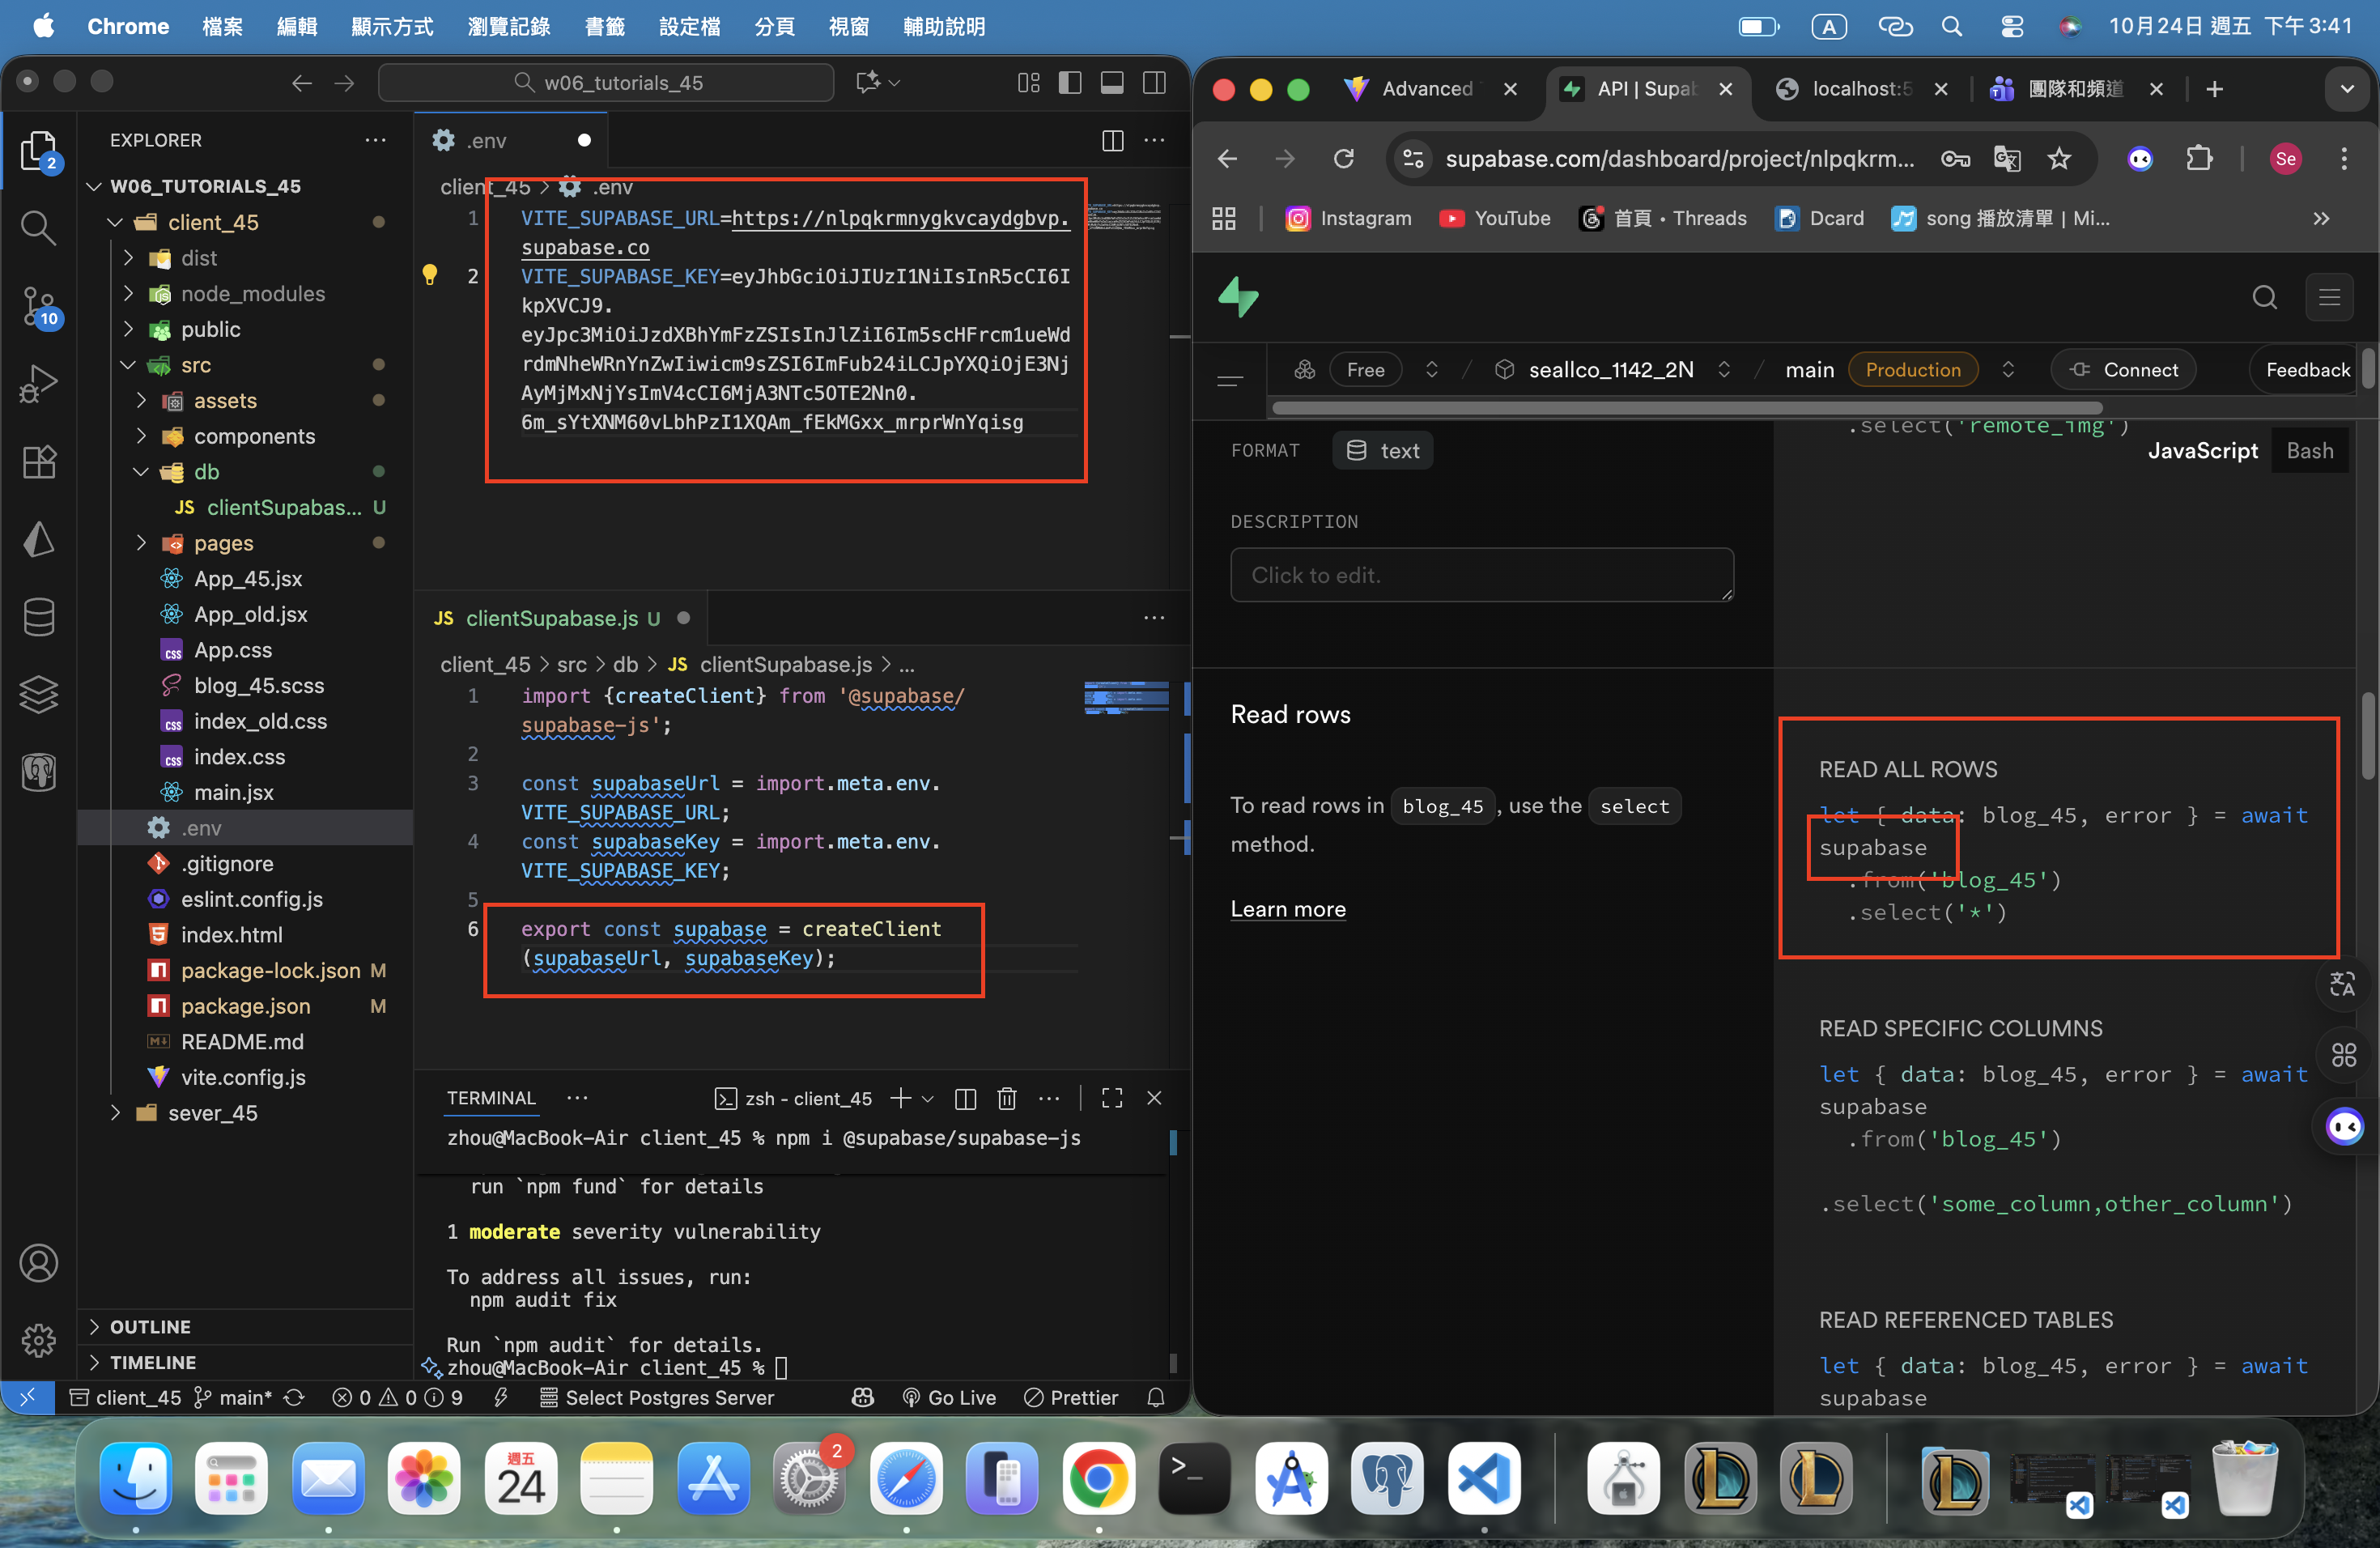 Chrome 檔案 編輯 顯示方式 瀏覽記錄 書籤 設定檔 分頁 視窗 輔助說明
A
10月24日 週五 下午3:41
w06_tutorials_45
EXPLORER
2
10
W06_TUTORIALS_45
client_45
dist
node_modules
public
src
assets
components
db
JS clientSupabas... U
pages
App_45.jsx
App_old.jsx
App.css
blog_45.scss
index_old.css
index.css
main.jsx
.env
.gitignore
eslint.config.js
index.html
package-lock.json M
package.json M
README.md
vite.config.js
sever_45
OUTLINE
TIMELINE
.env
client_45 > .env
1 VITE_SUPABASE_URL=https://nlpqkrmnygkvcaydgbvp.
supabase.co
2 VITE_SUPABASE_KEY=eyJhbGciOiJIUzI1NiIsInR5cCI6I
kpXVCJ9.
eyJpc3MiOiJzdXBhYmFzZSIsInJlZiI6Im5scHFrcm1ueWd
rdmNheWRnYnZwIiwicm9sZSI6ImFub24iLCJpYXQiOjE3Nj
AyMjMxNjYsImV4cCI6MjA3NTc5OTE2Nn0.
6m_sYtXNM60vLbhPzI1XQAm_fEkMGxx_mrprWnYqisg
JS clientSupabase.js U
client_45 > src > db > JS clientSupabase.js > ...
1 import {createClient} from '@supabase/
supabase-js';
2
3 const supabaseUrl = import.meta.env.
VITE_SUPABASE_URL;
4 const supabaseKey = import.meta.env.
VITE_SUPABASE_KEY;
5
6 export const supabase = createClient
(supabaseUrl, supabaseKey);
TERMINAL
zsh - client_45
zhou@MacBook-Air client_45 % npm i @supabase/supabase-js
run `npm fund` for details
1 moderate severity vulnerability
To address all issues, run:
npm audit fix
Run `npm audit` for details.
zhou@MacBook-Air client_45 %
client_45 main* 0 0 9 Select Postgres Server Go Live Prettier
Advanced
API | Supab
localhost:5
團隊和頻道
supabase.com/dashboard/project/nlpqkrm...
Se
Instagram YouTube 首頁 • Threads Dcard song 播放清單 | Mi...
Free / seallco_1142_2N / main Production Connect Feedback
.select('remote_img')
JavaScript Bash
FORMAT text
DESCRIPTION
Click to edit.
Read rows
To read rows in blog_45, use the select
method.
Learn more
READ ALL ROWS
let { data: blog_45, error } = await
supabase
.from('blog_45')
.select('*')
READ SPECIFIC COLUMNS
let { data: blog_45, error } = await
supabase
.from('blog_45')
.select('some_column,other_column')
READ REFERENCED TABLES
let { data: blog_45, error } = await
supabase
週五
24
2